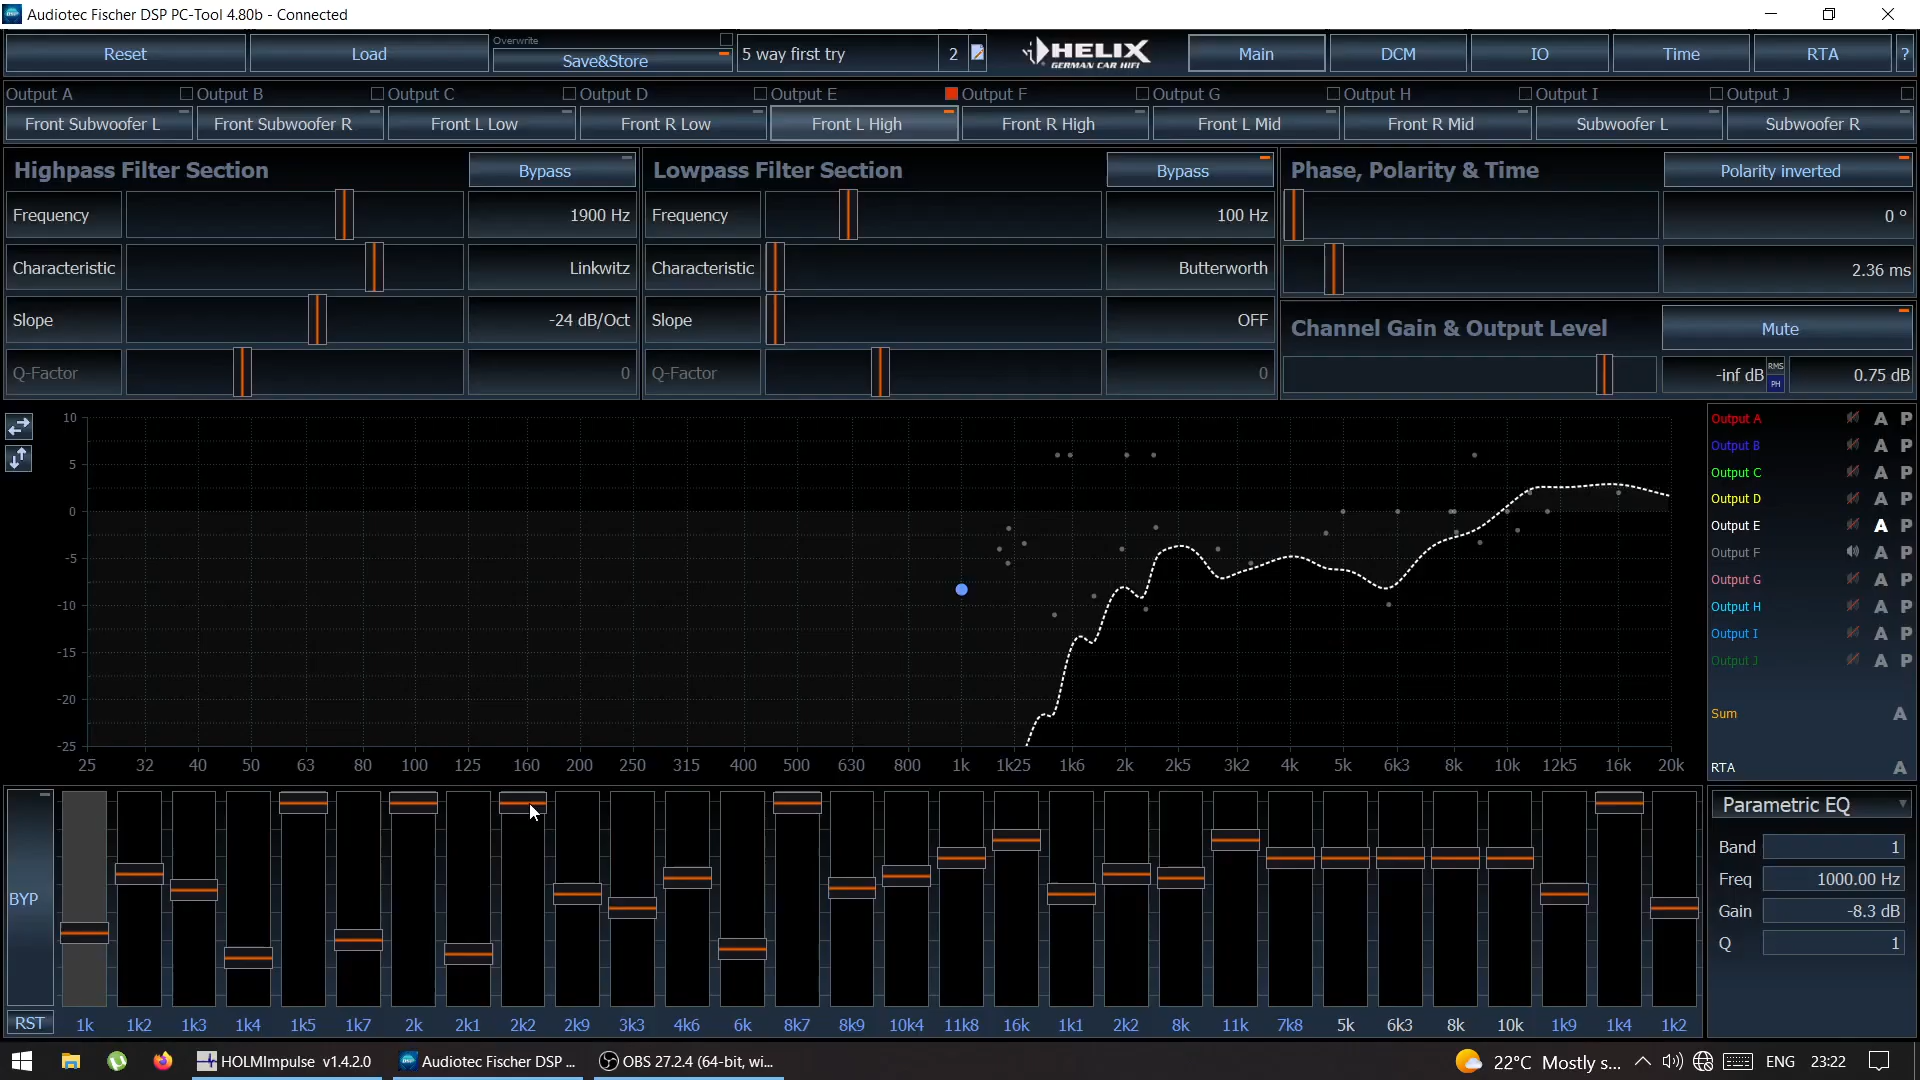 Audiotec Fischer DSP PC-Tool 4.80b - Connected
Reset Load Overwrite Save&Store 5 way first try 2 HELIX GERMAN CAR HIFI Main DCM IO Time RTA ?
Output A Output B Output C Output D Output E Output F Output G Output H Output I Output J
Front Subwoofer L Front Subwoofer R Front L Low Front R Low Front L High Front R High Front L Mid Front R Mid Subwoofer L Subwoofer R
Highpass Filter Section Bypass Lowpass Filter Section Bypass Phase, Polarity & Time Polarity inverted
Frequency 1900 Hz Frequency 100 Hz 0 °
Characteristic Linkwitz Characteristic Butterworth 2.36 ms
Slope -24 dB/Oct Slope OFF Channel Gain & Output Level Mute
Q-Factor 0 Q-Factor 0 -inf dB RMS PH 0.75 dB
10
5
0
-5
-10
-15
-20
-25
25 32 40 50 63 80 100 125 160 200 250 315 400 500 630 800 1k 1k25 1k6 2k 2k5 3k2 4k 5k 6k3 8k 10k 12k5 16k 20k
Output A A P
Output B A P
Output C A P
Output D A P
Output E A P
Output F A P
Output G A P
Output H A P
Output I A P
Output J A P
Sum A
RTA A
BYP
RST 1k 1k2 1k3 1k4 1k5 1k7 2k 2k1 2k2 2k9 3k3 4k6 6k 8k7 8k9 10k4 11k8 16k 1k1 2k2 8k 11k 7k8 5k 6k3 8k 10k 1k9 1k4 1k2
Parametric EQ
Band 1
Freq 1000.00 Hz
Gain -8.3 dB
Q 1
HOLMImpulse v1.4.2.0 DSP Audiotec Fischer DSP ... OBS 27.2.4 (64-bit, wi... 22°C Mostly s... ENG 23:22